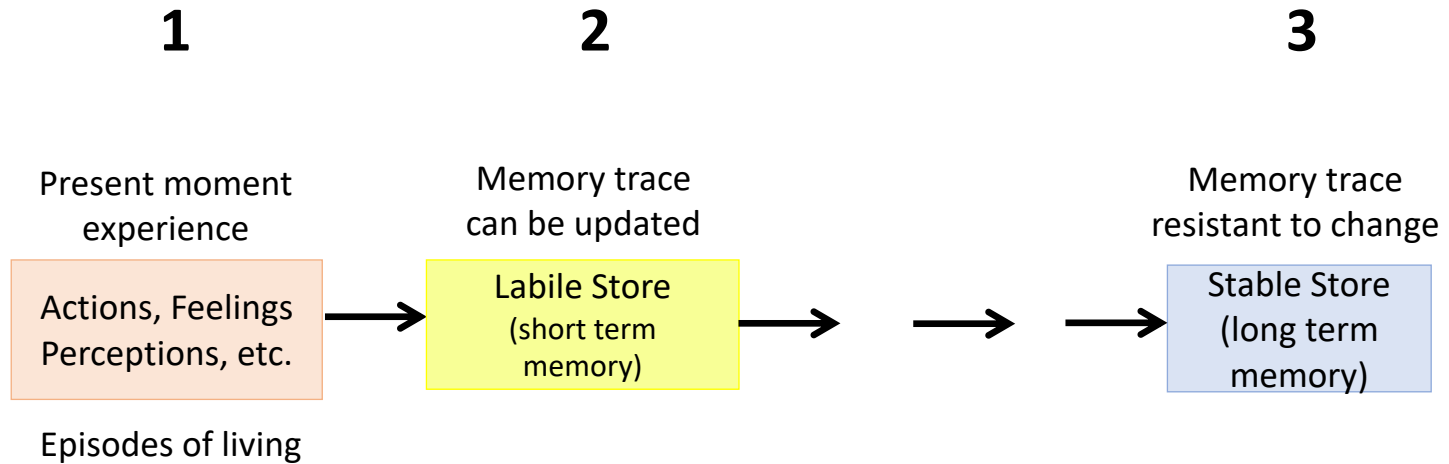 1
2
3
Present moment
experience
Actions, Feelings
Perceptions, etc.
Episodes of living
Memory trace
can be updated
Labile Store
(short term
memory)
Memory trace
resistant to change
Stable Store
(long term
memory)